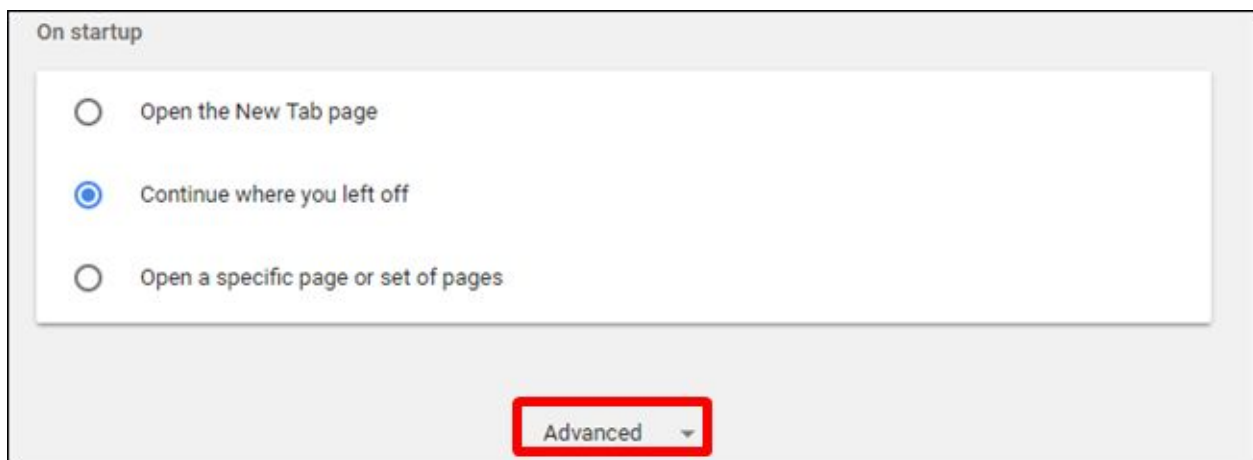 On startup
Open the New Tab page
Continue where you left off
Open a specific page or set of pages
Advanced